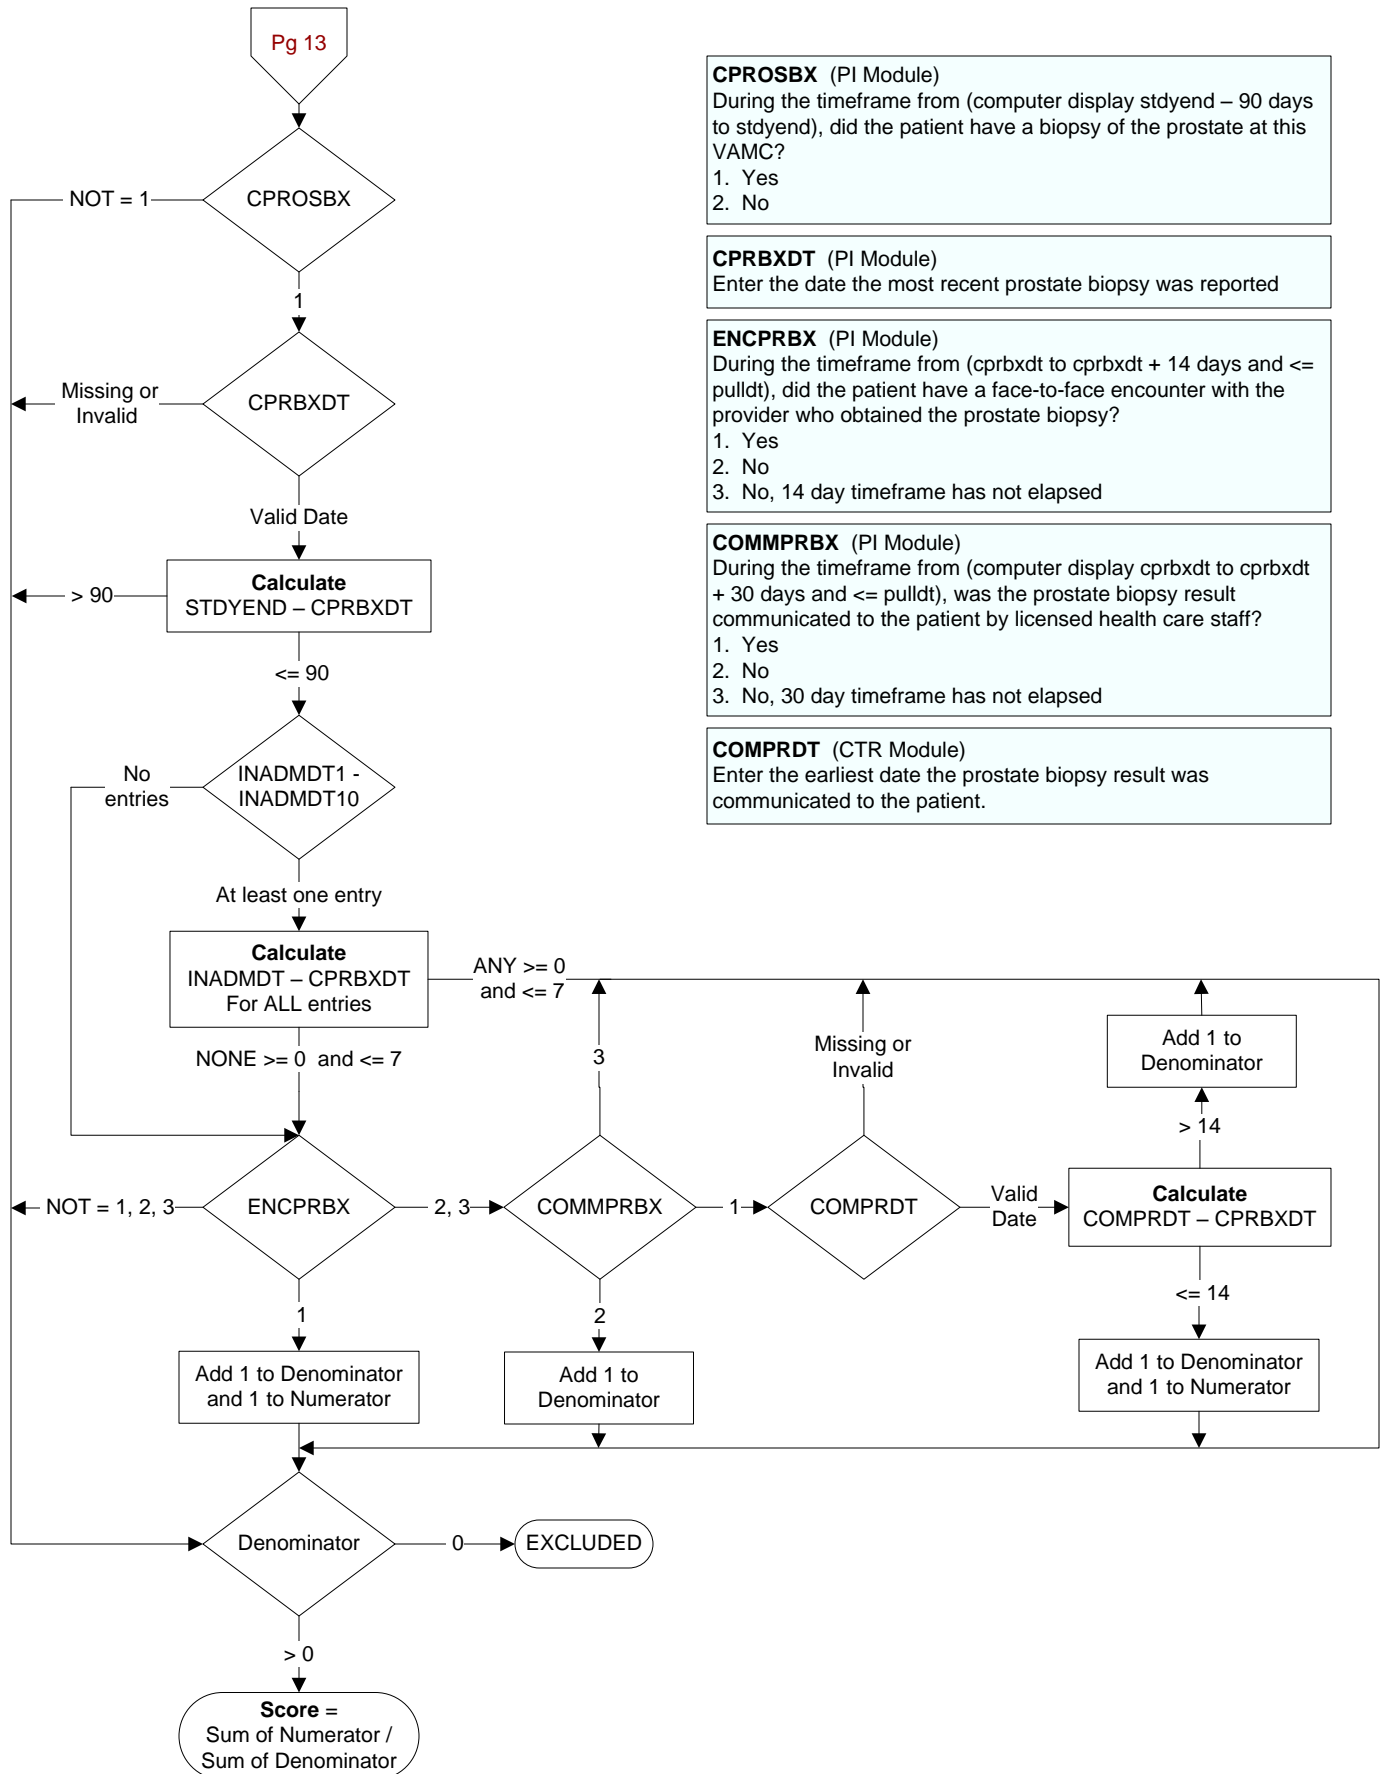 Pg 13
CPROSBX (PI Module)
During the timeframe from (computer display stdyend – 90 days
to stdyend), did the patient have a biopsy of the prostate at this
VAMC?
1. Yes
2. No
CPRBXDT (PI Module)
Enter the date the most recent prostate biopsy was reported
ENCPRBX (PI Module)
During the timeframe from (cprbxdt to cprbxdt + 14 days and <=
pulldt), did the patient have a face-to-face encounter with the
provider who obtained the prostate biopsy?
1. Yes
2. No
3. No, 14 day timeframe has not elapsed
COMMPRBX (PI Module)
During the timeframe from (computer display cprbxdt to cprbxdt
+ 30 days and <= pulldt), was the prostate biopsy result
communicated to the patient by licensed health care staff?
1. Yes
2. No
3. No, 30 day timeframe has not elapsed
COMPRDT (CTR Module)
Enter the earliest date the prostate biopsy result was
communicated to the patient.
NOT = 1
CPROSBX
1
Missing or
Invalid
CPRBXDT
Valid Date
> 90
Calculate
STDYEND – CPRBXDT
<= 90
No
entries
INADMDT1 -
INADMDT10
At least one entry
Calculate
INADMDT – CPRBXDT
For ALL entries
ANY >= 0
and <= 7
NONE >= 0 and <= 7
3
Missing or
Invalid
Add 1 to
Denominator
> 14
NOT = 1, 2, 3
ENCPRBX
2, 3
COMMPRBX
1
COMPRDT
Valid
Date
Calculate
COMPRDT – CPRBXDT
1
2
<= 14
Add 1 to Denominator
and 1 to Numerator
Add 1 to
Denominator
Add 1 to Denominator
and 1 to Numerator
Denominator
0
EXCLUDED
> 0
Score =
Sum of Numerator /
Sum of Denominator